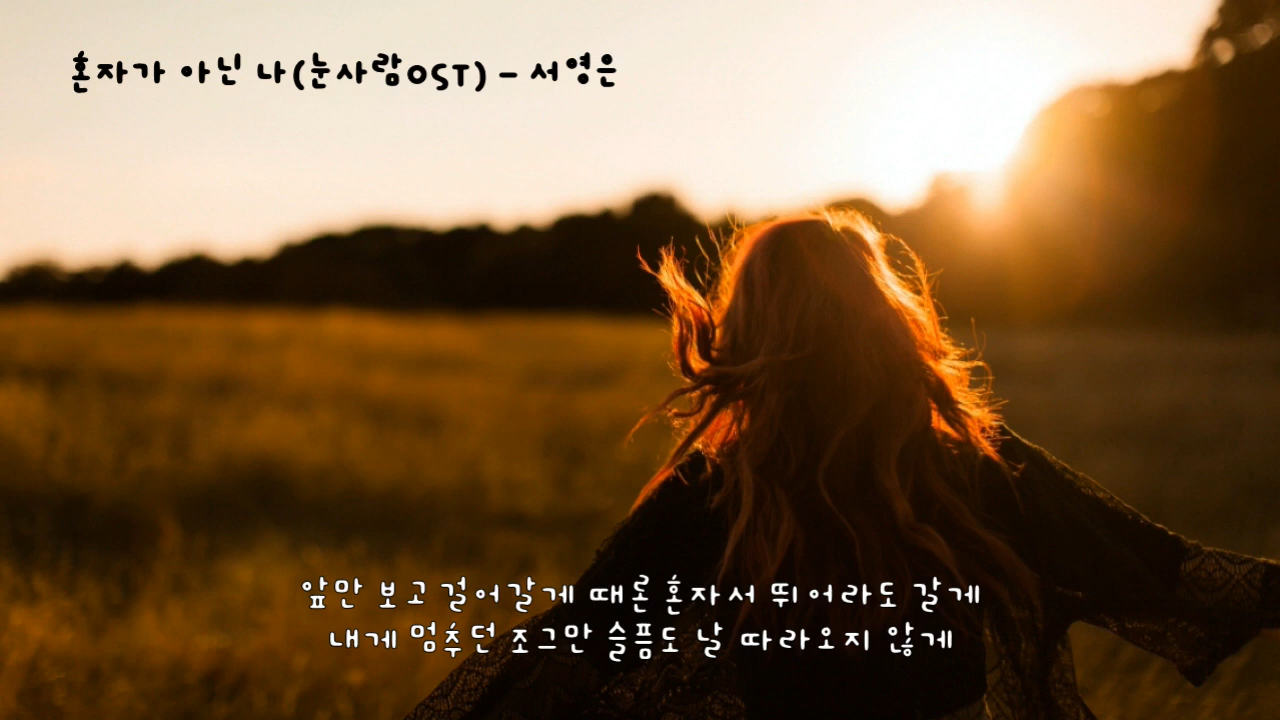 혼자가 아닌 나(눈사람OST) - 서영은
앞만 보고 걸어갈게 때론 혼자서 뛰어라도 갈게
내게 멈추던 조그만 슬픔도 날 따라오지 않게